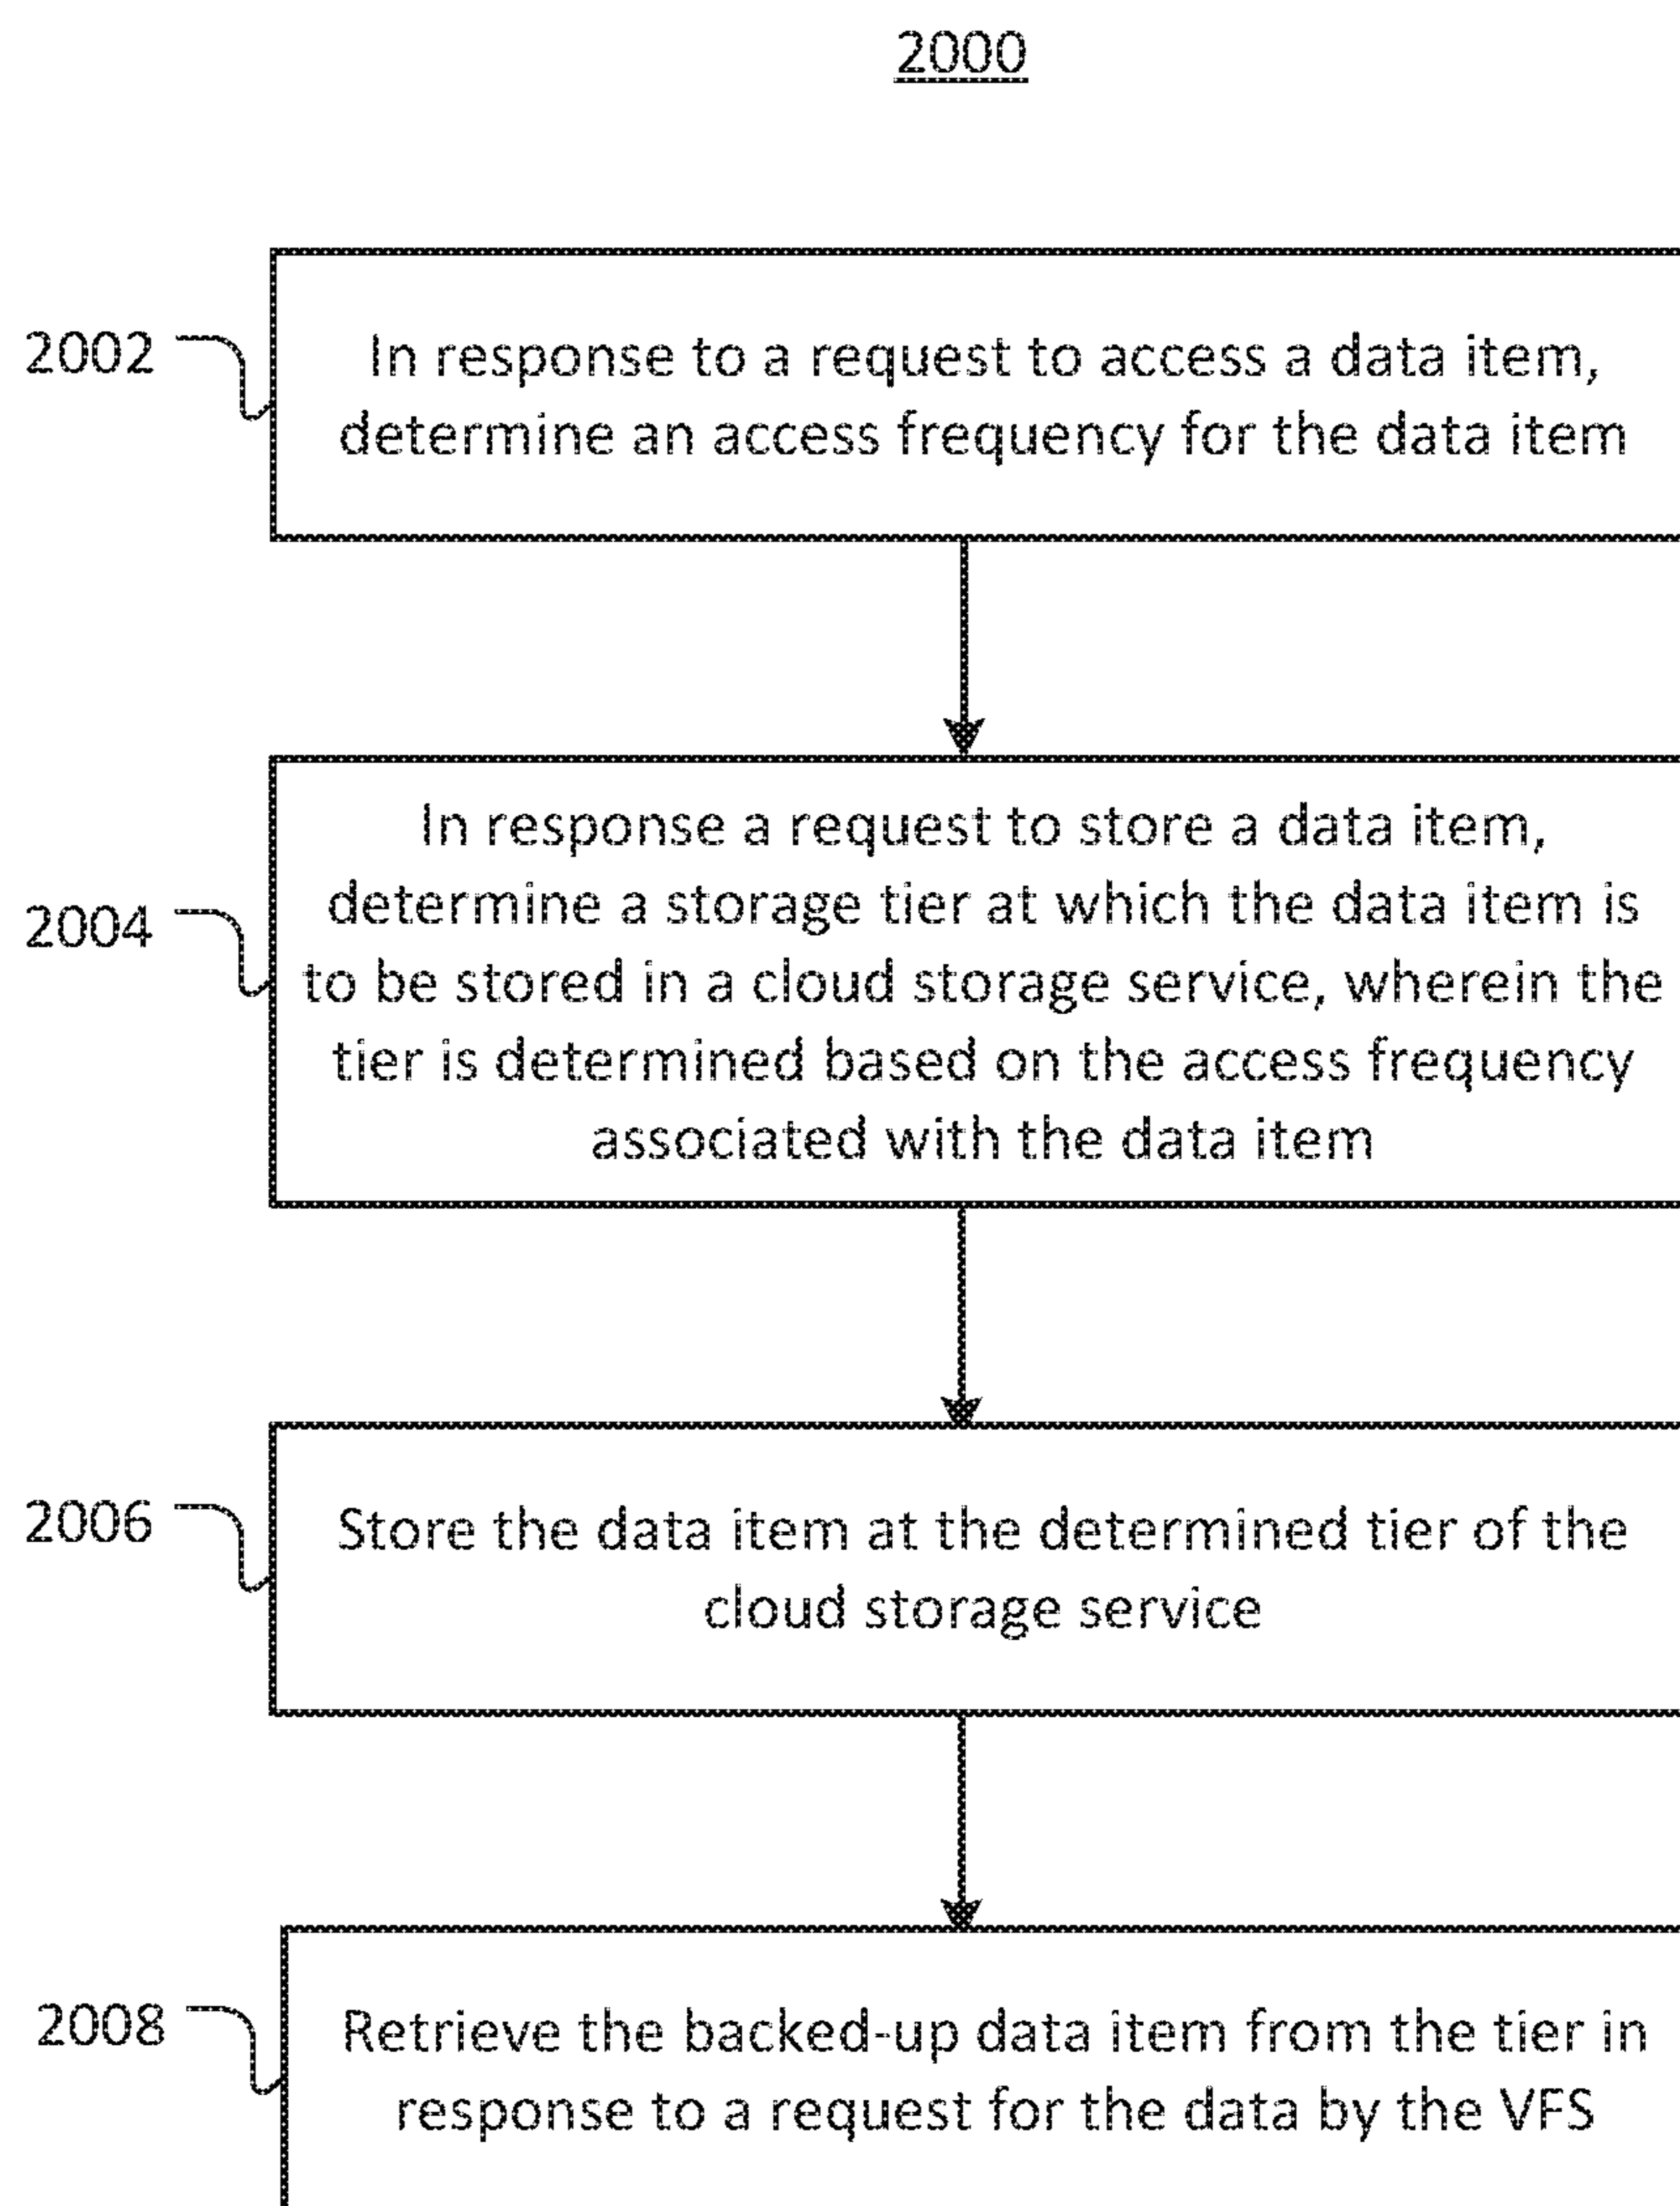 2000
2002
In response to a request to access a data item,
determine an access frequency for the data item
2004
In response a request to store a data item,
determine a storage tier at which the data item is
to be stored in a cloud storage service, wherein the
tier is determined based on the access frequency
associated with the data item
2006
Store the data item at the determined tier of the
cloud storage service
2008
Retrieve the backed-up data item from the tier in
response to a request for the data by the VFS